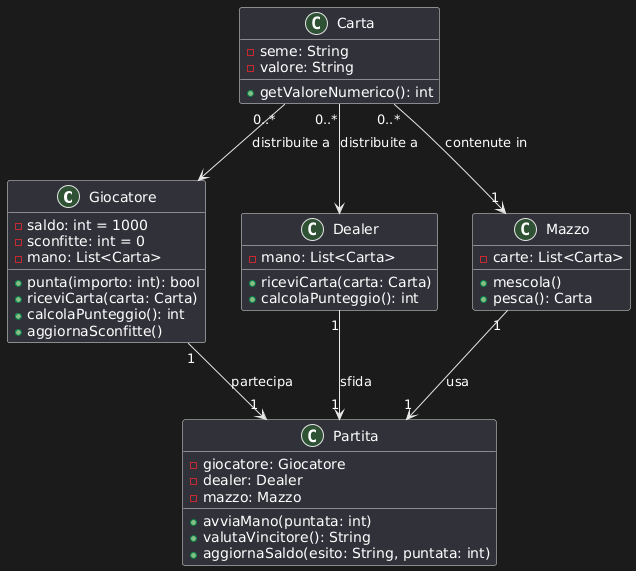 C Carta
seme: String
valore: String
getValoreNumerico(): int
0..* 0..* 0..*
distribuite a distribuite a contenute in
1
C Giocatore
saldo: int = 1000
sconfitte: int = 0
mano: List<Carta>
punta(importo: int): bool
riceviCarta(carta: Carta)
calcolaPunteggio(): int
aggiornaSconfitte()
C Dealer
mano: List<Carta>
riceviCarta(carta: Carta)
calcolaPunteggio(): int
C Mazzo
carte: List<Carta>
mescola()
pesca(): Carta
1 1 1
partecipa sfida usa
1 1 1
C Partita
giocatore: Giocatore
dealer: Dealer
mazzo: Mazzo
avviaMano(puntata: int)
valutaVincitore(): String
aggiornaSaldo(esito: String, puntata: int)